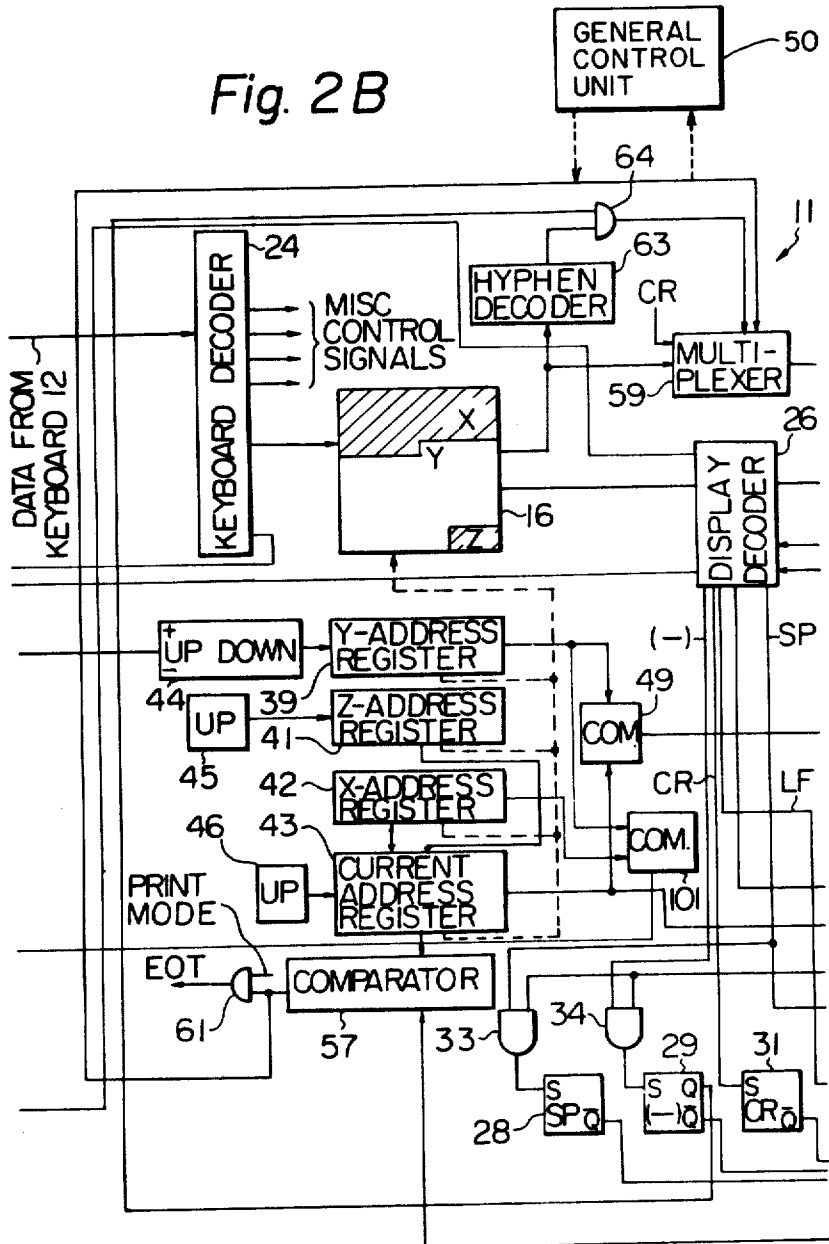 Fig. 2B
GENERAL
CONTROL
UNIT
50
64
11
24
KEYBOARD DECODER
MISC
CONTROL
SIGNALS
HYPHEN
DECODER
63
CR
MULTI-
PLEXER
59
DATA FROM
KEYBOARD 12
X
Y
Z
16
26
DISPLAY
DECODER
(-)
SP
+
UP DOWN
-
44
Y-ADDRESS
REGISTER
39
UP
45
Z-ADDRESS
REGISTER
41
49
COM.
42
X-ADDRESS
REGISTER
CR
LF
43
46
UP
CURRENT
ADDRESS
REGISTER
COM.
101
PRINT
MODE
EOT
61
COMPARATOR
57
33
34
29
31
S
SP Q̅
28
S Q
(-) Q̅
S
CR Q̅